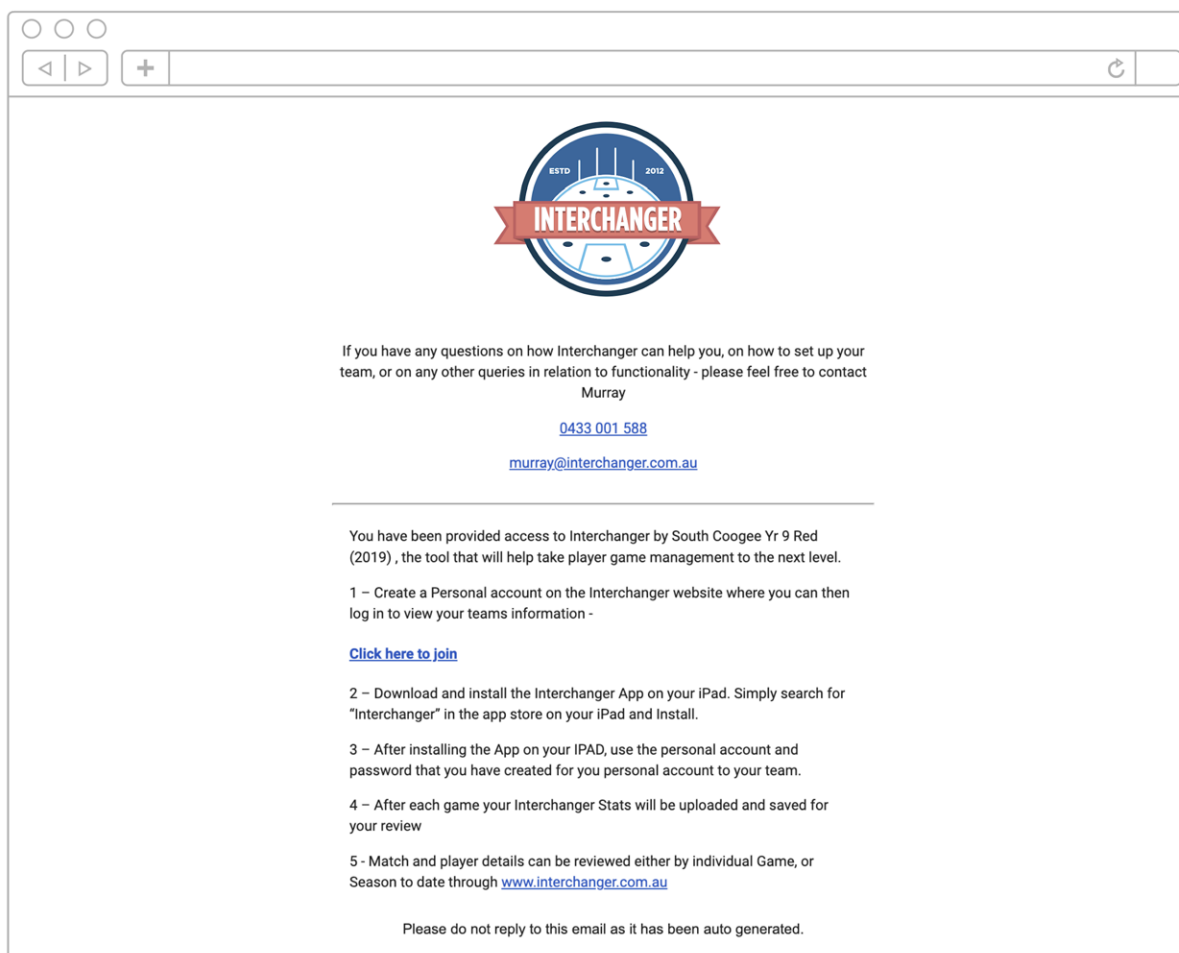 ESTD 2012
INTERCHANGER
If you have any questions on how Interchanger can help you, on how to set up your
team, or on any other queries in relation to functionality - please feel free to contact
Murray
0433 001 588
murray@interchanger.com.au
You have been provided access to Interchanger by South Coogee Yr 9 Red
(2019) , the tool that will help take player game management to the next level.
1 – Create a Personal account on the Interchanger website where you can then
log in to view your teams information -
Click here to join
2 – Download and install the Interchanger App on your iPad. Simply search for
"Interchanger" in the app store on your iPad and Install.
3 – After installing the App on your IPAD, use the personal account and
password that you have created for you personal account to your team.
4 – After each game your Interchanger Stats will be uploaded and saved for
your review
5 - Match and player details can be reviewed either by individual Game, or
Season to date through www.interchanger.com.au
Please do not reply to this email as it has been auto generated.